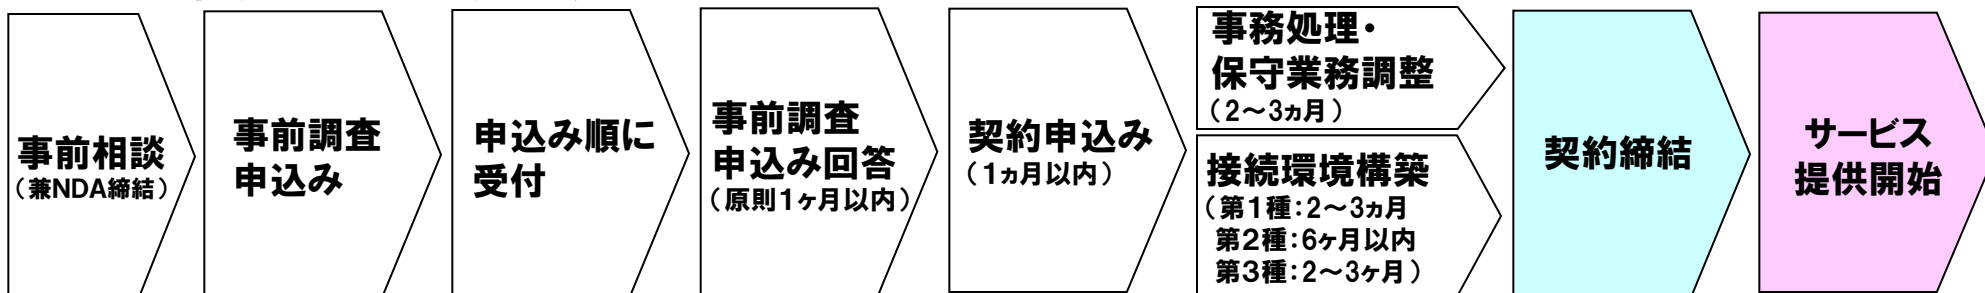 事前相談
（兼NDA締結）
事前調査
申込み
申込み順に
受付
事前調査
申込み回答
（原則1ヶ月以内）
契約申込み
（1ヵ月以内）
事務処理・
保守業務調整
（2～3ヵ月）
接続環境構築
（第1種：2～3ヵ月
第2種：6ヶ月以内
第3種：2～3ヶ月）
契約締結
サービス
提供開始